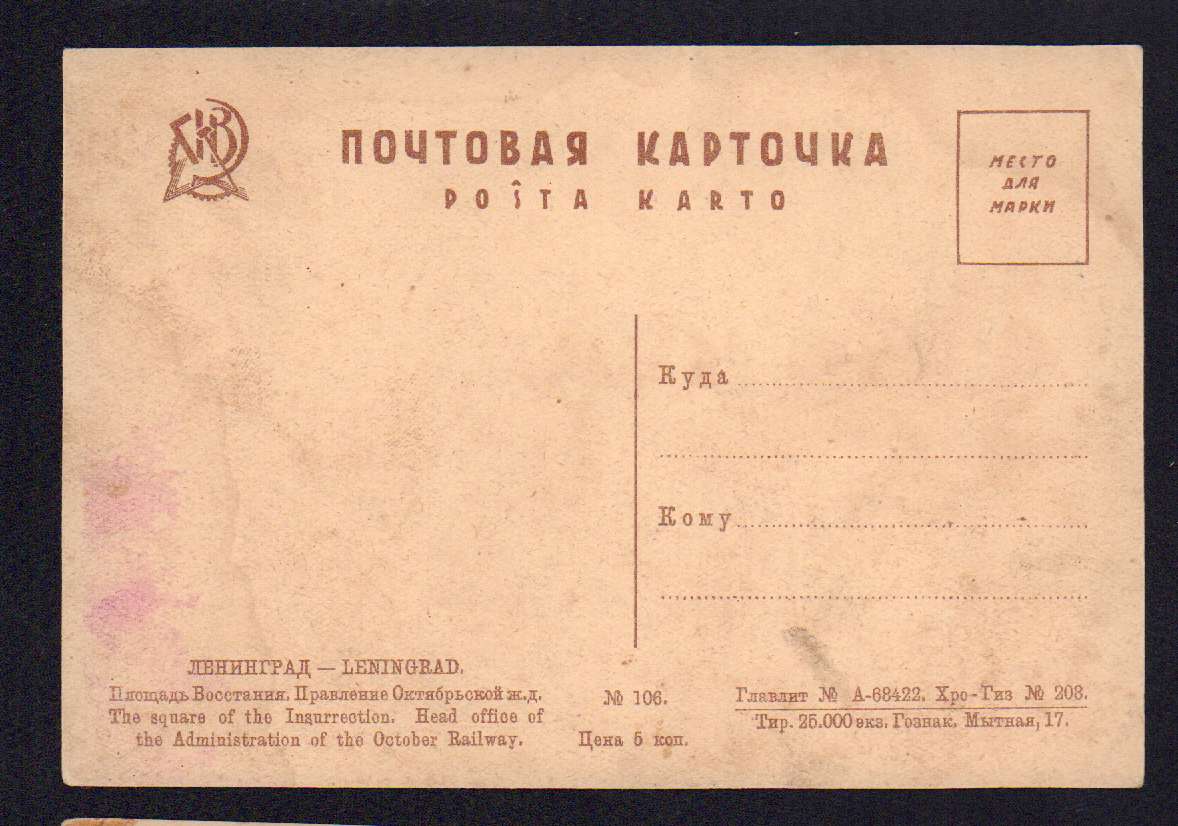 ПОЧТОВАЯ КАРТОЧКА
POŜTA KARTO
МЕСТО
ДЛЯ
МАРКИ
Куда
Кому
ЛЕНИНГРАД — LENINGRAD.
Площадь Восстания. Правление Октябрьской ж.д.
The square of the Insurrection. Head office of
the Administration of the October Railway.
№ 106.
Цена 5 коп.
Главлит № А-68422. Хро-Гиз № 208.
Тир. 25.000 экз. Гознак. Мытная, 17.